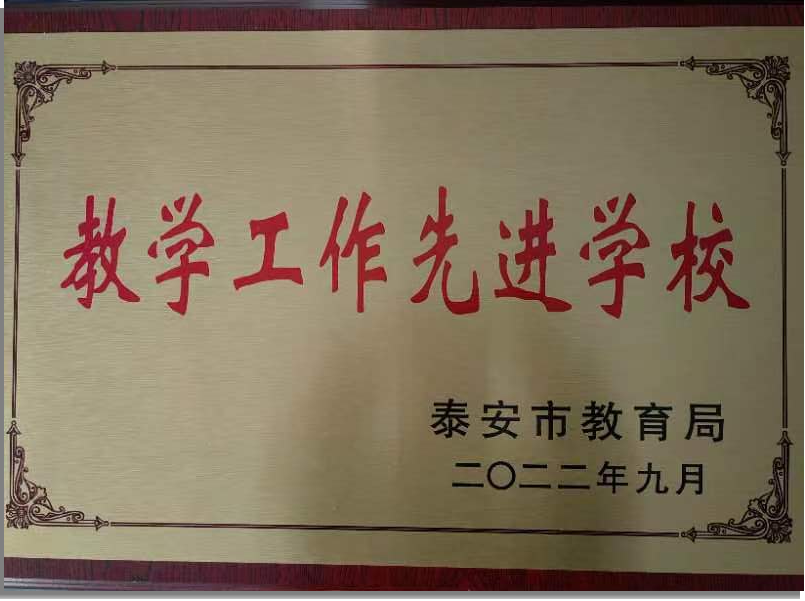 教学工作先进学校
泰安市教育局
二〇二二年九月